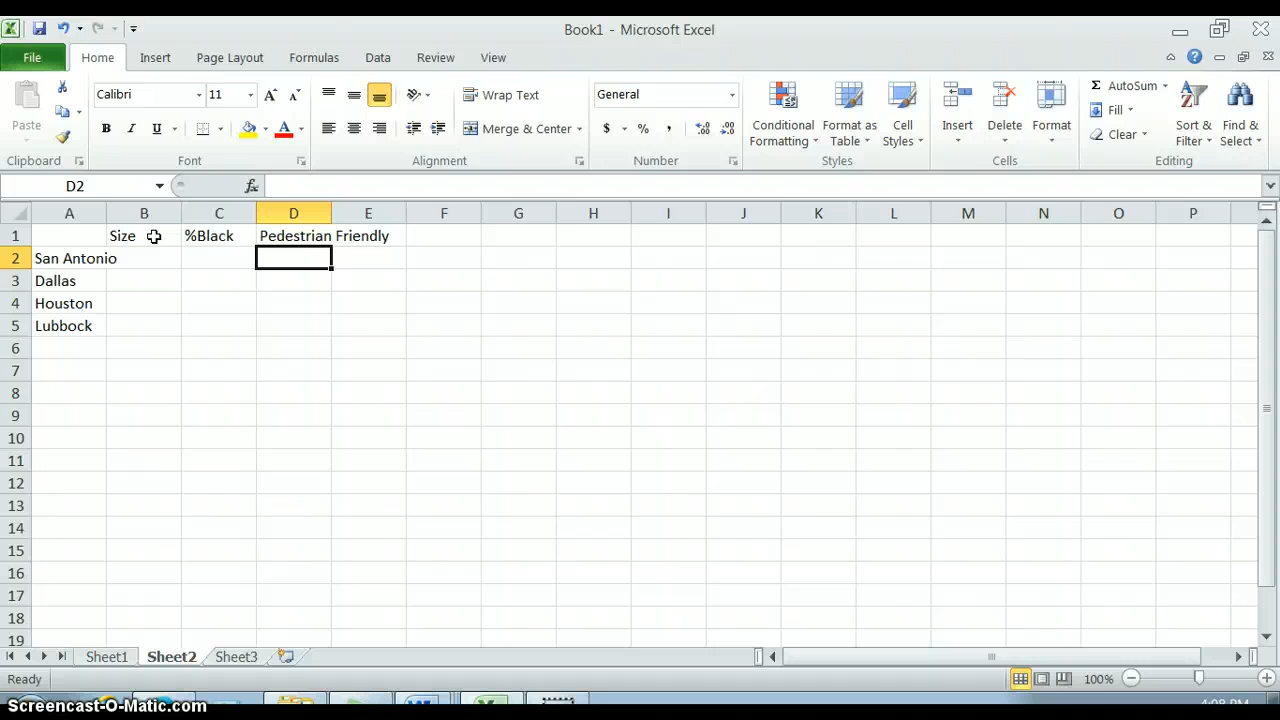 Book1 - Microsoft Excel
File Home Insert Page Layout Formulas Data Review View
Calibri 11 A A Wrap Text General AutoSum
Paste B I U A Merge & Center $ % , Conditional Formatting Format as Table Cell Styles Insert Delete Format Fill Clear Sort & Filter Find & Select
Clipboard Font Alignment Number Styles Cells Editing
D2 fx
A B C D E F G H I J K L M N O P
1 Size %Black Pedestrian Friendly
2 San Antonio
3 Dallas
4 Houston
5 Lubbock
6
7
8
9
10
11
12
13
14
15
16
17
18
19
Sheet1 Sheet2 Sheet3
Ready 100%
Screencast-O-Matic.com